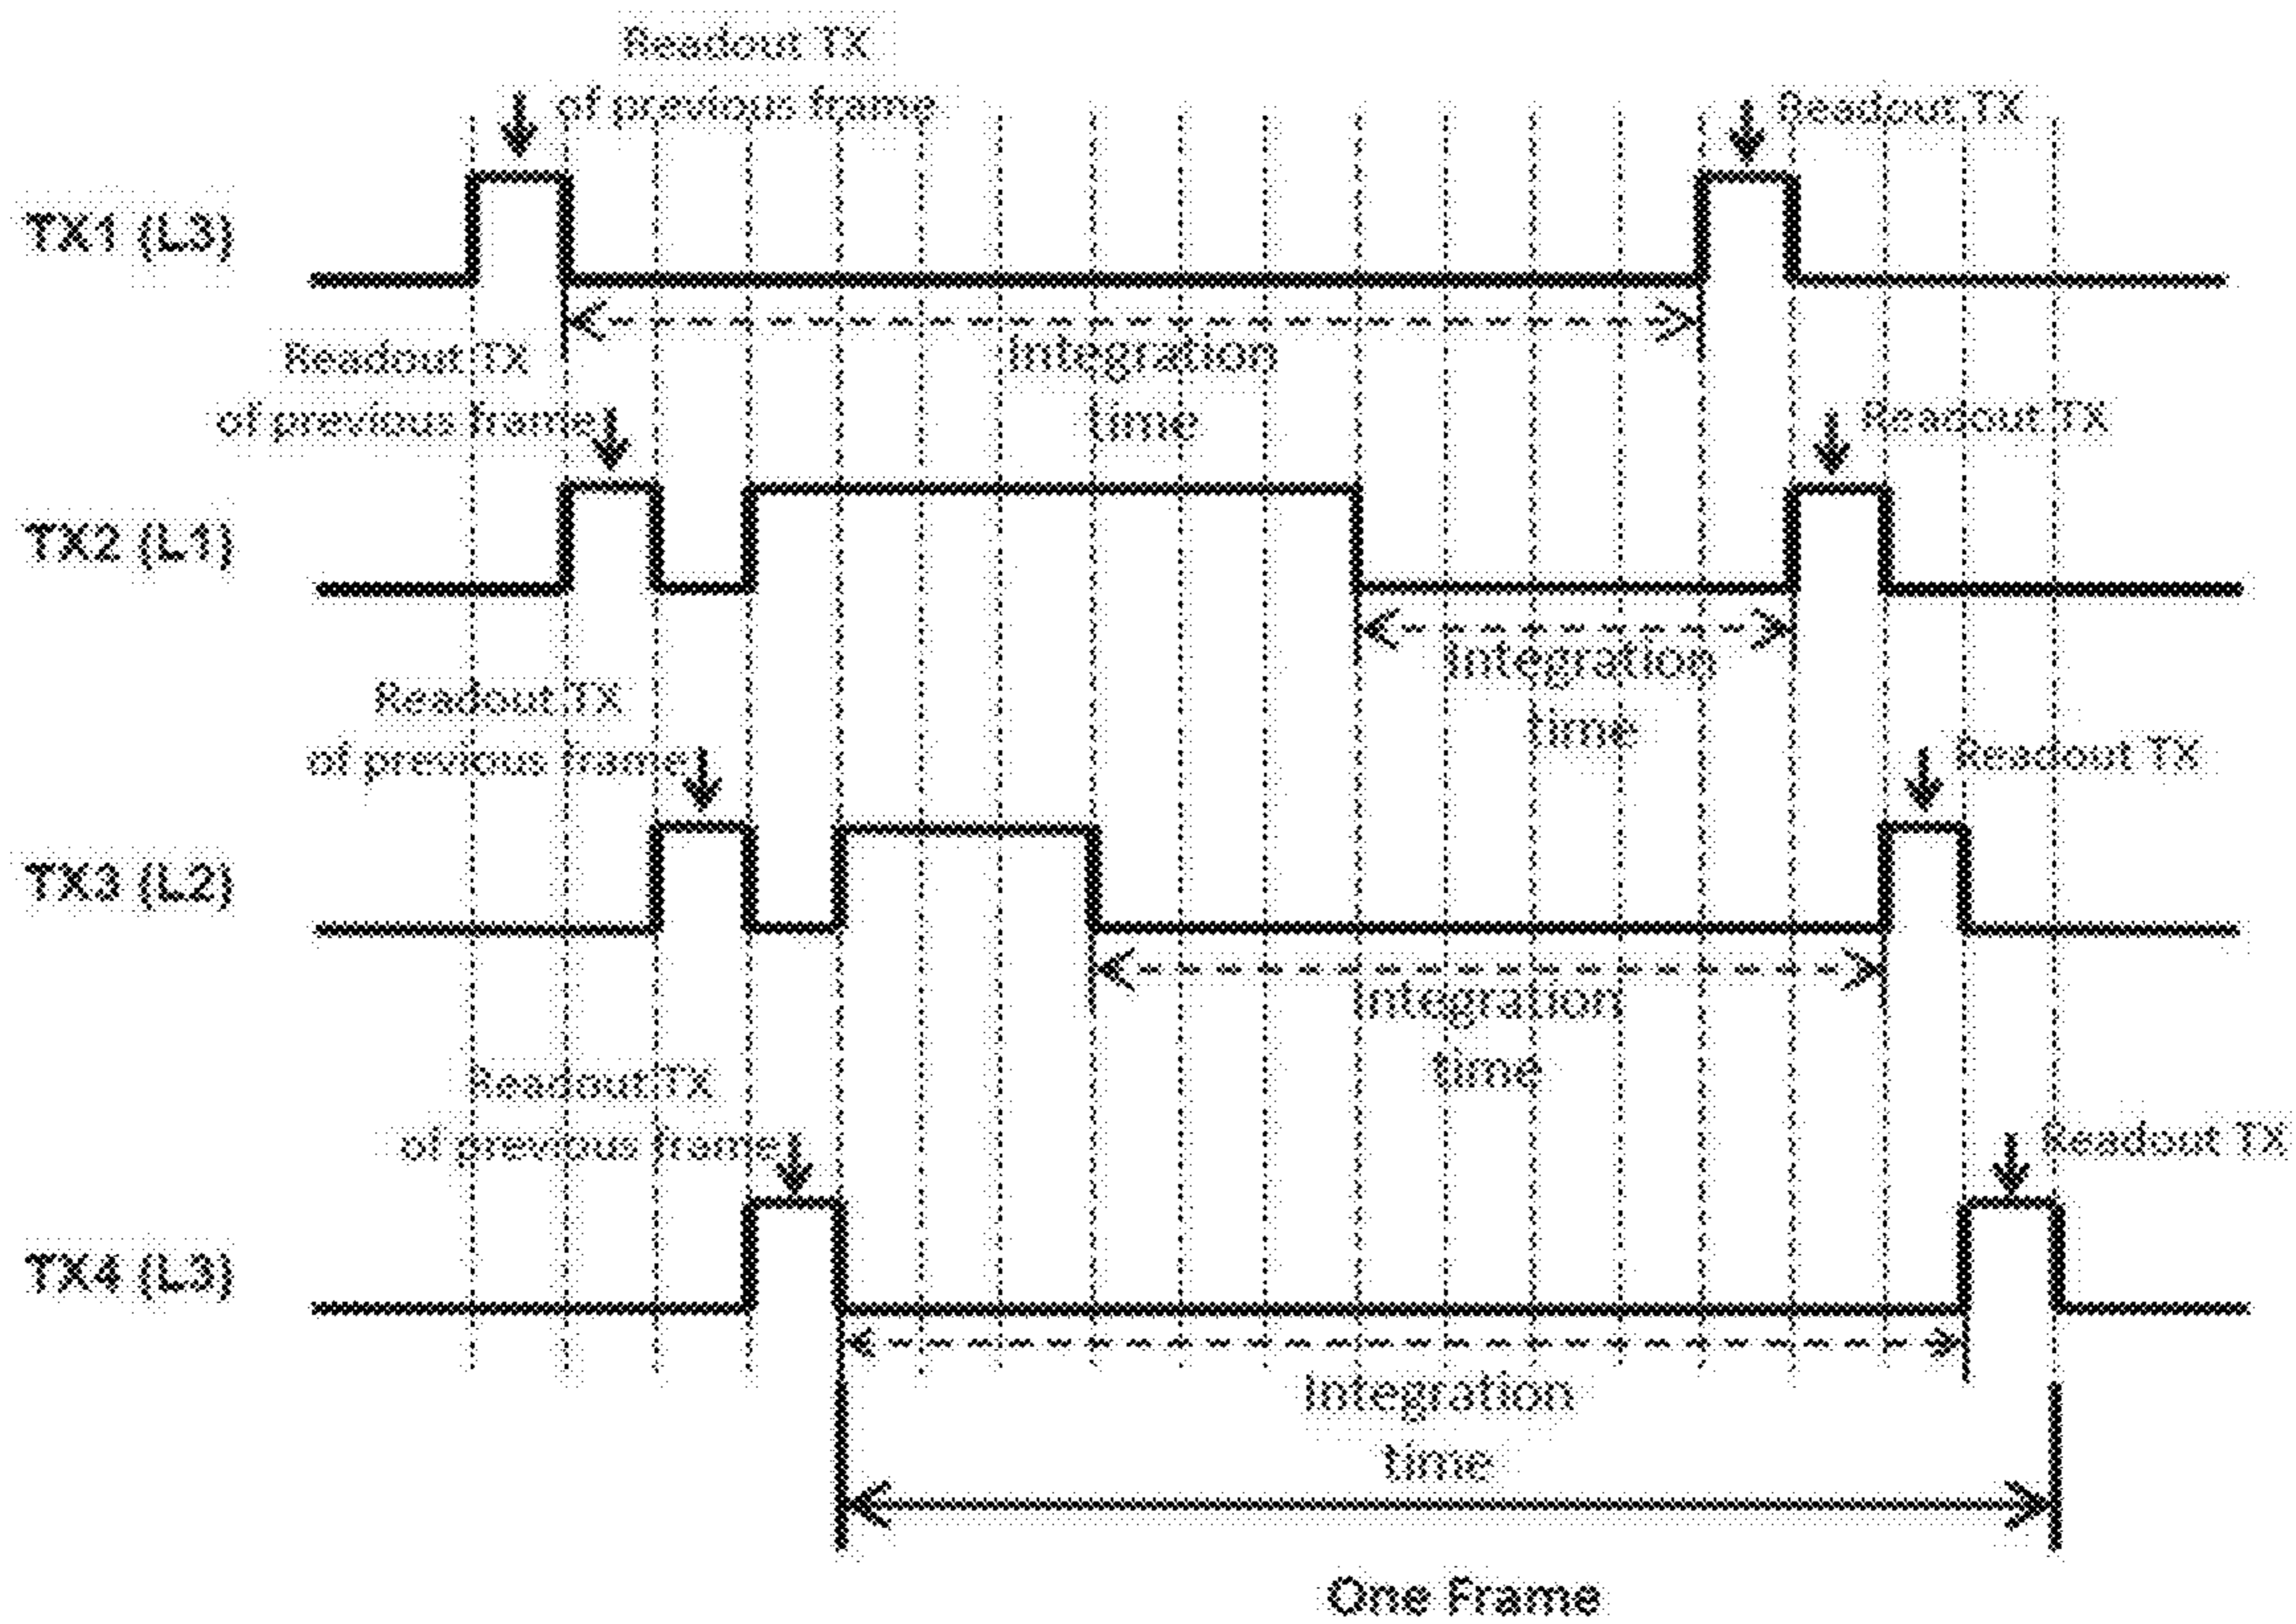 Readout TX
of previous frame
Readout TX
TX1 (L3)
Integration
time
Readout TX
of previous frame
Readout TX
TX2 (L1)
Integration
time
Readout TX
of previous frame
Readout TX
TX3 (L2)
Integration
time
Readout TX
of previous frame
Readout TX
TX4 (L3)
Integration
time
One Frame